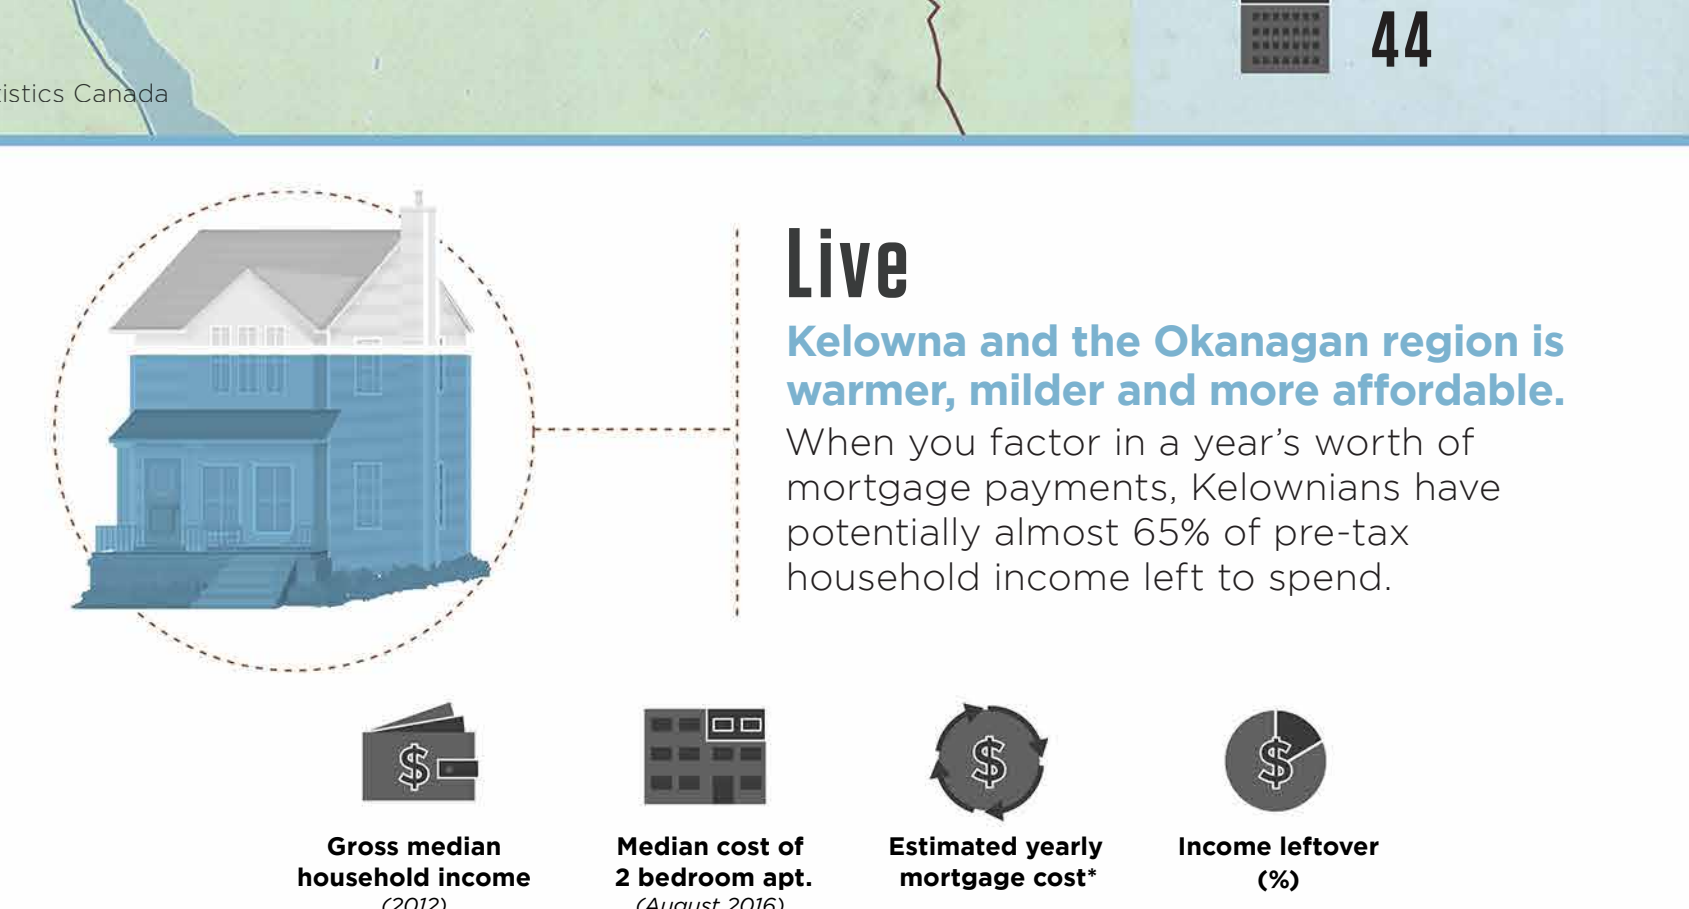 44
Canada
Live
Kelowna and the Okanagan region is
warmer, milder and more affordable.
When you factor in a year's worth of
mortgage payments, Kelownians have
potentially almost 65% of pre-tax
household income left to spend.
$
$
$
Gross median
household income
(2012)
Median cost of
2 bedroom apt.
(August 2016)
Estimated yearly
mortgage cost*
Income leftover
(%)